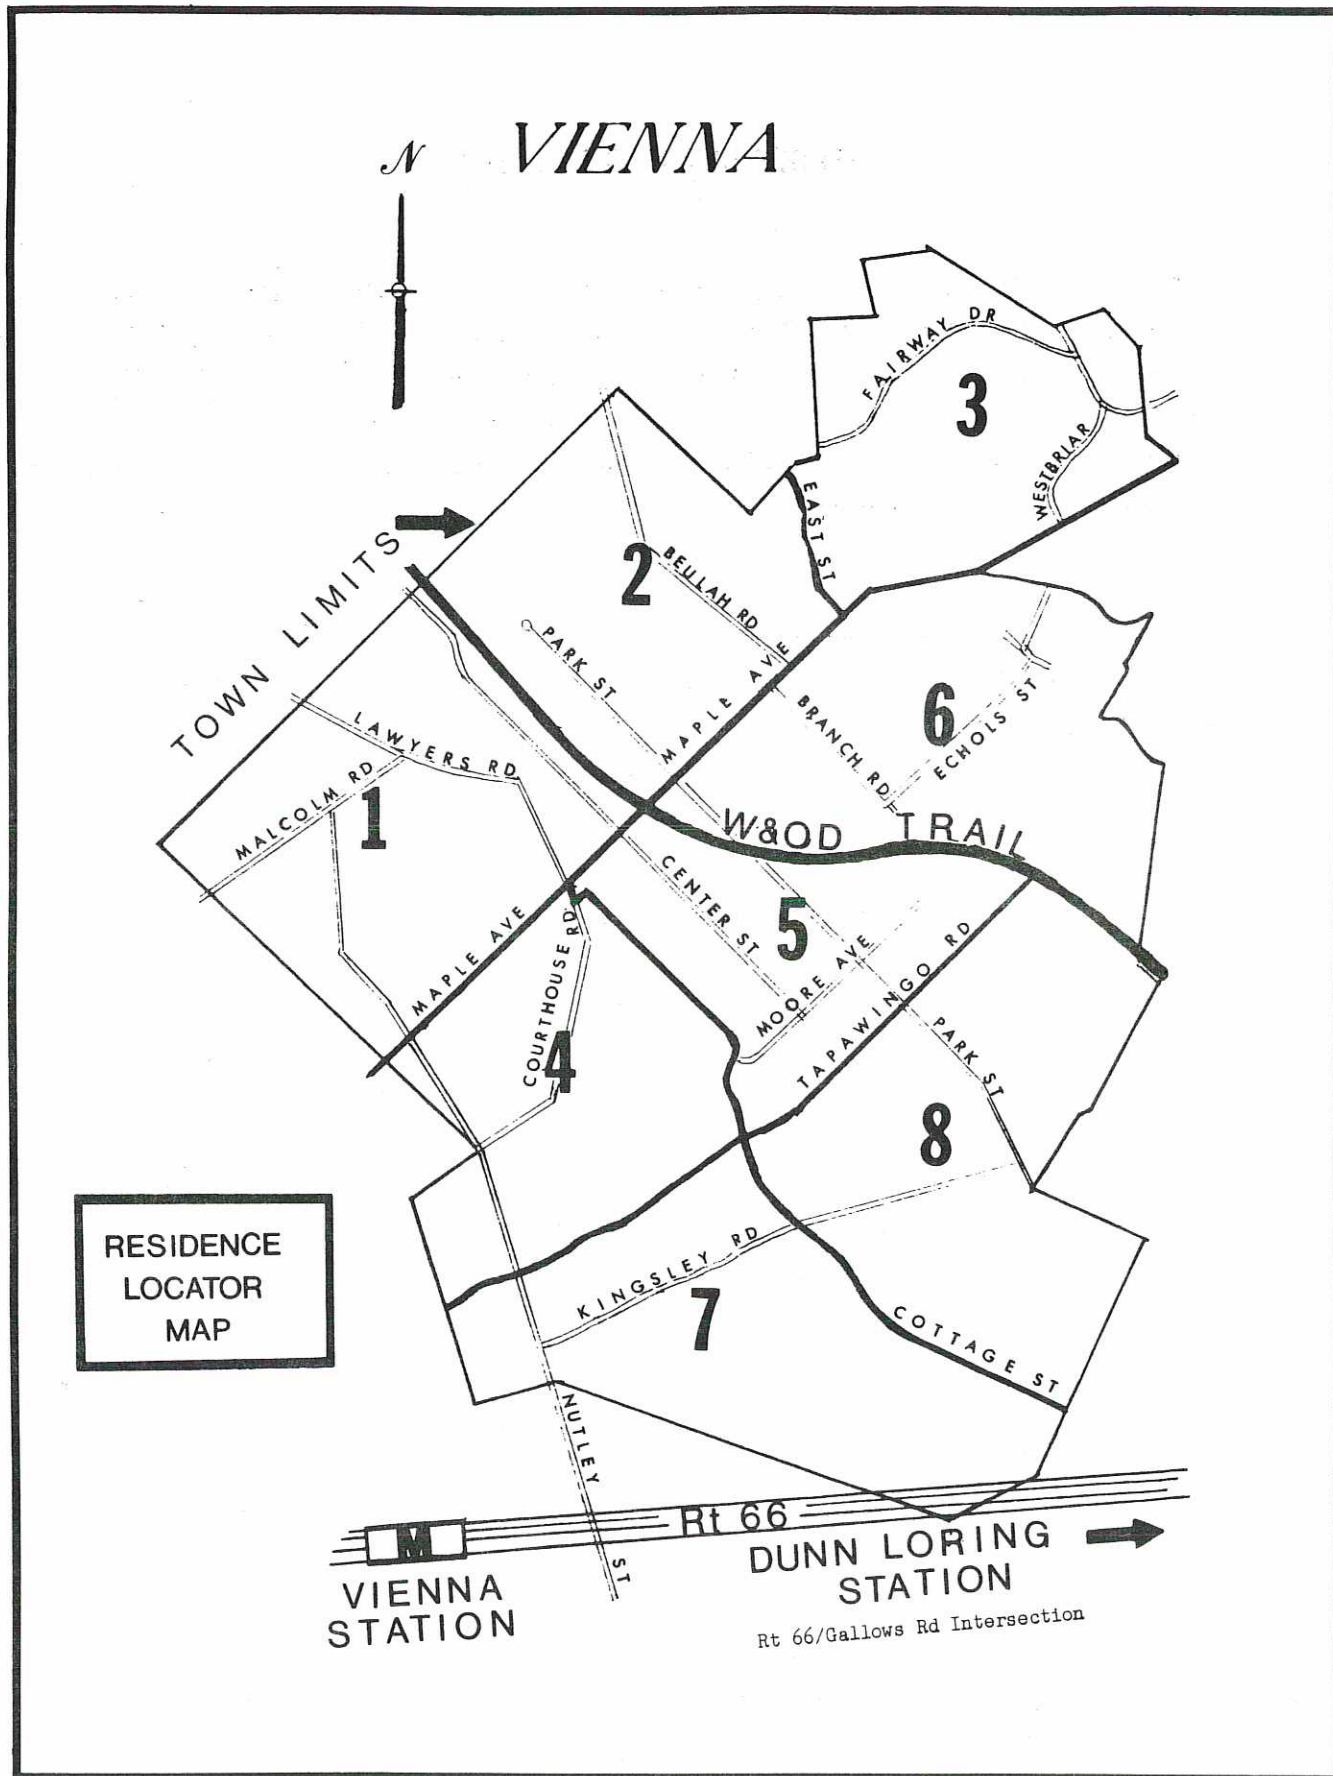 N
VIENNA
FAIRWAY DR
3
WESTBRIAR
EAST ST
TOWN LIMITS
2
BEULAH RD
PARK ST
MAPLE AVE
6
BRANCH RD
ECHOLS ST
LAWYERS RD
MALCOLM RD
1
W&OD TRAIL
CENTER ST
5
MAPLE AVE
COURTHOUSE RD
4
MOORE AVE
TAPAWINGO RD
PARK ST
8
RESIDENCE
LOCATOR
MAP
KINGSLEY RD
7
COTTAGE ST
NUTLEY ST
Rt 66
M
VIENNA
STATION
DUNN LORING
STATION
Rt 66/Gallows Rd Intersection